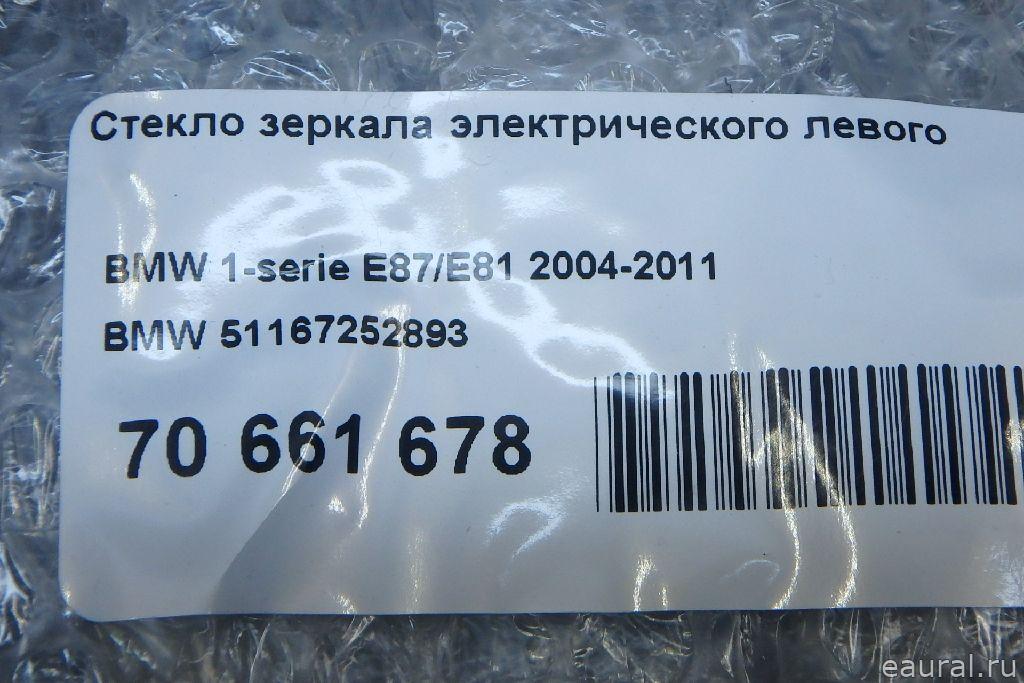 Стекло зеркала электрического левого
BMW 1-serie E87/E81 2004-2011
BMW 51167252893
70 661 678
eaural.ru